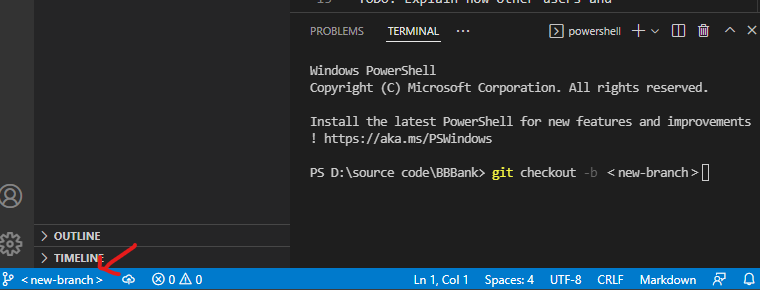 TODO: Explain how other users and
PROBLEMS TERMINAL ··· powershell
Windows PowerShell
Copyright (C) Microsoft Corporation. All rights reserved.
Install the latest PowerShell for new features and improvements
! https://aka.ms/PSWindows
PS D:\source code\BBBank> git checkout -b <new-branch>
OUTLINE
TIMELINE
<new-branch> 0 0 Ln 1, Col 1 Spaces: 4 UTF-8 CRLF Markdown